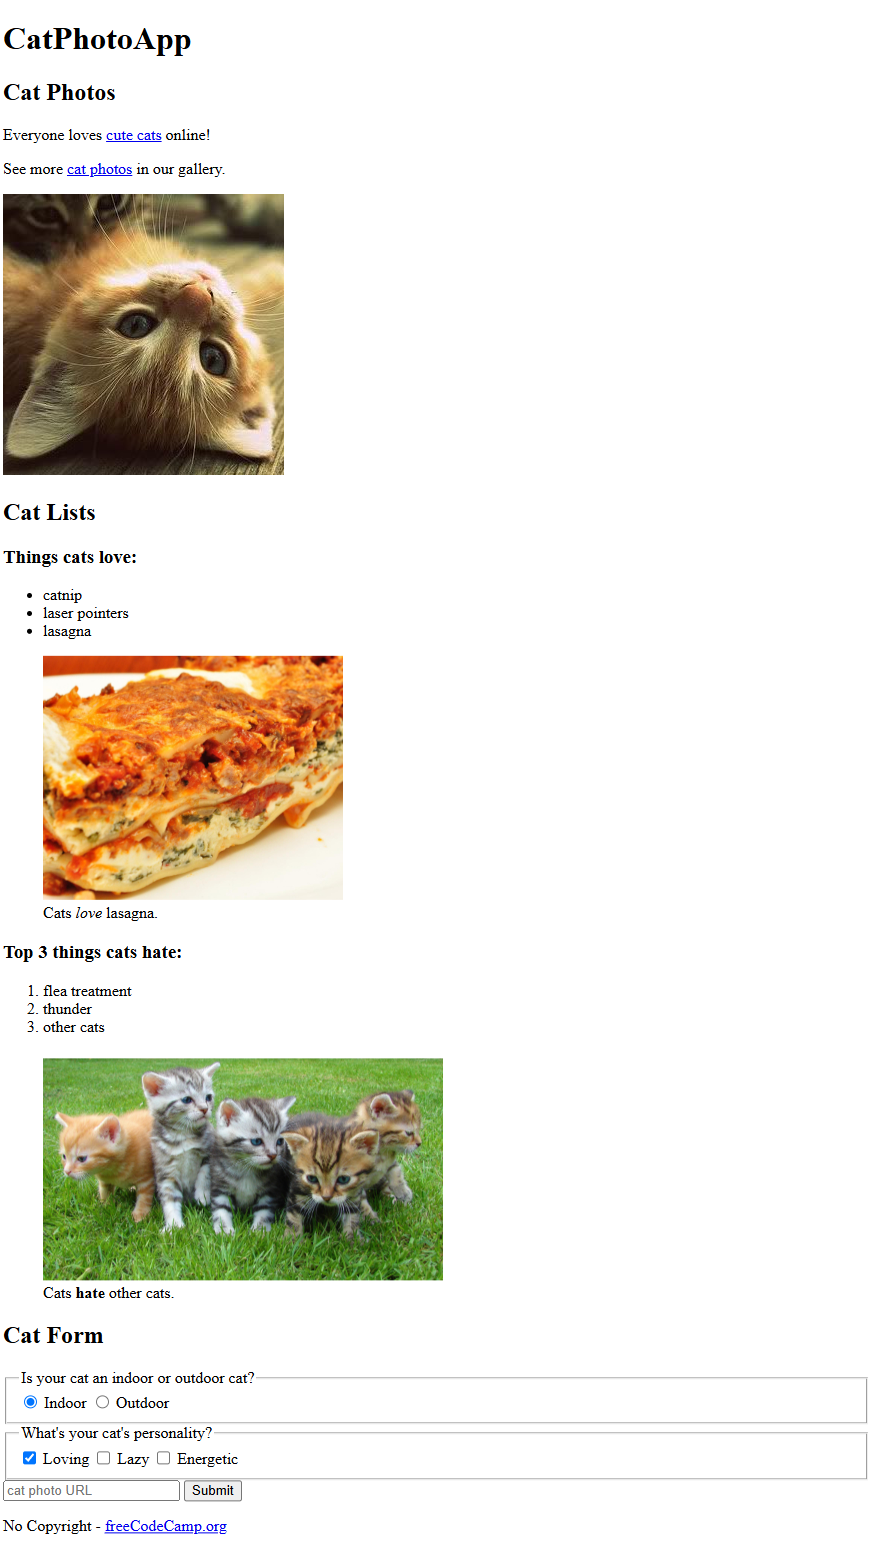 CatPhotoApp
Cat Photos
Everyone loves cute cats online!
See more cat photos in our gallery.
Cat Lists
Things cats love:
• catnip
• laser pointers
• lasagna
Cats love lasagna.
Top 3 things cats hate:
1. flea treatment
2. thunder
3. other cats
Cats hate other cats.
Cat Form
Is your cat an indoor or outdoor cat?
Indoor Outdoor
What's your cat's personality?
Loving Lazy Energetic
cat photo URL Submit
No Copyright - freeCodeCamp.org